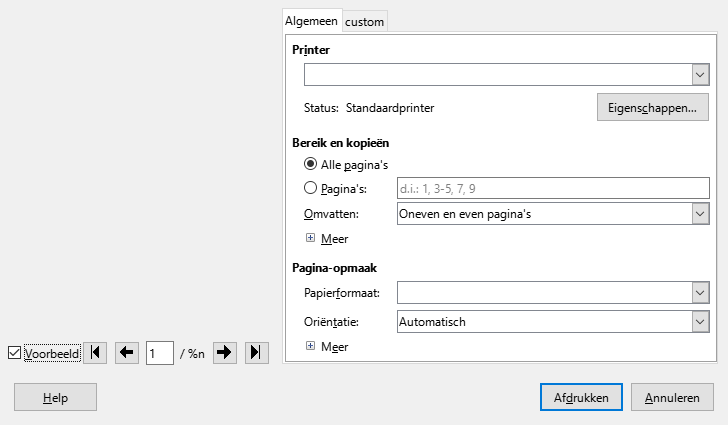 Algemeen custom
Printer
Status: Standaardprinter Eigenschappen...
Bereik en kopieën
Alle pagina's
Pagina's: d.i.: 1, 3-5, 7, 9
Omvatten: Oneven en even pagina's
Meer
Pagina-opmaak
Papierformaat:
Oriëntatie: Automatisch
Meer
Voorbeeld 1 / %n
Help Afdrukken Annuleren